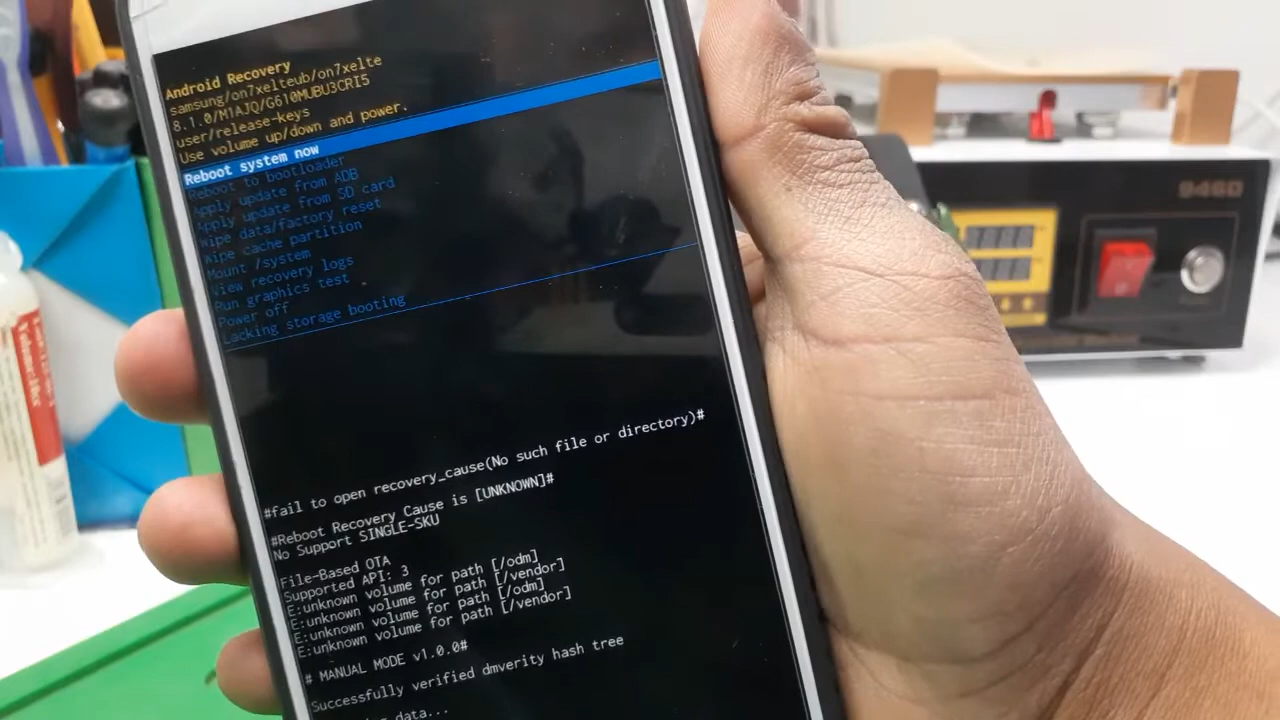 Android Recovery
samsung/on7xelteub/on7xelte
8.1.0/M1AJQ/G610MUBU3CRI5
user/release-keys
Use volume up/down and power.
Reboot system now
Reboot to bootloader
Apply update from ADB
Apply update from SD card
Wipe data/factory reset
Wipe cache partition
Mount /system
View recovery logs
Run graphics test
Power off
Lacking storage booting
#fail to open recovery_cause(No such file or directory)#
#Reboot Recovery Cause is [UNKNOWN]#
No Support SINGLE-SKU
File-Based OTA
Supported API: 3
E:unknown volume for path [/odm]
E:unknown volume for path [/vendor]
E:unknown volume for path [/odm]
E:unknown volume for path [/vendor]
# MANUAL MODE v1.0.0#
Successfully verified dmverity hash tree
data...
946D